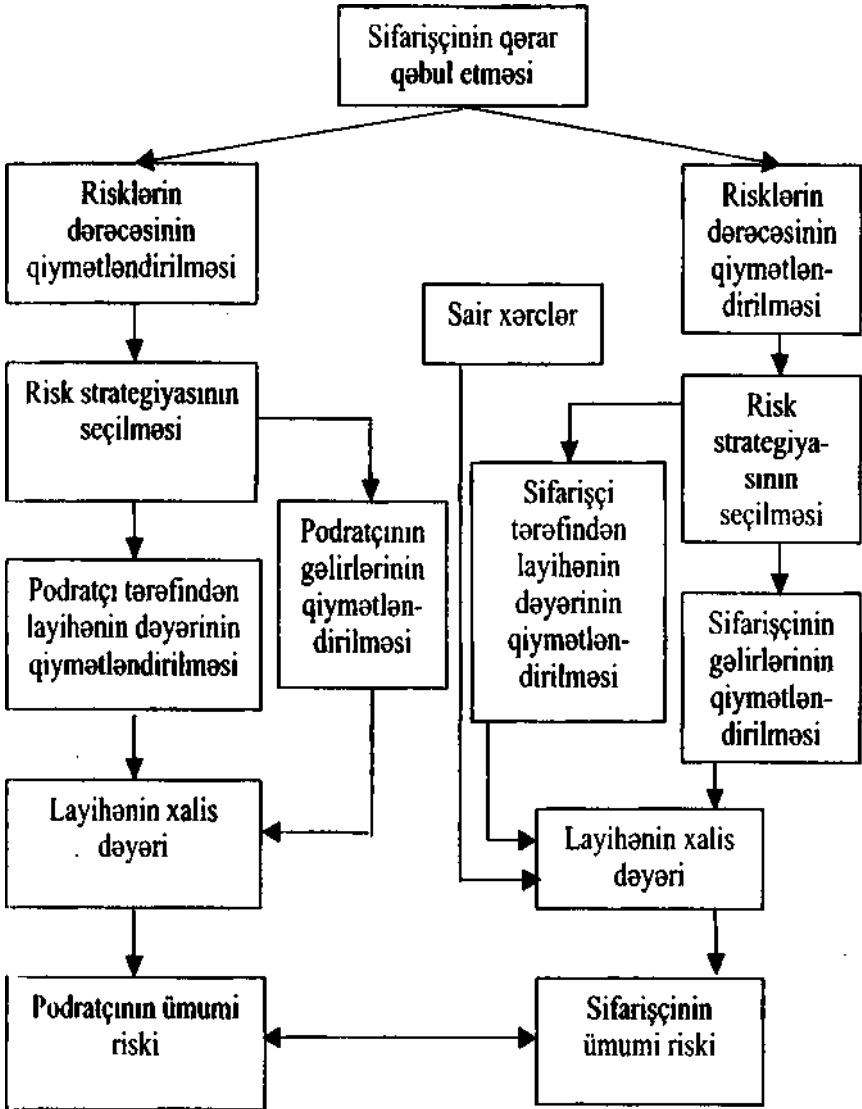 Sifarişçinin qərar
qəbul etməsi
Risklərin
dərəcəsinin
qiymətləndirilməsi
Risklərin
dərəcəsinin
qiymətlən-
dirilməsi
Sair xərclər
Risk strategiyasının
seçilməsi
Risk
strategiya-
sının
seçilməsi
Podratçının
gəlirlərinin
qiymətlən-
dirilməsi
Sifarişçi
tərəfindən
layihənin
dəyərinin
qiymətlən-
dirilməsi
Podratçı tərəfindən
layihənin dəyərinin
qiymətləndirilməsi
Sifarişçinin
gəlirlərinin
qiymətlən-
dirilməsi
Layihənin xalis
dəyəri
Layihənin xalis
dəyəri
Podratçının ümumi
riski
Sifarişçinin
ümumi riski